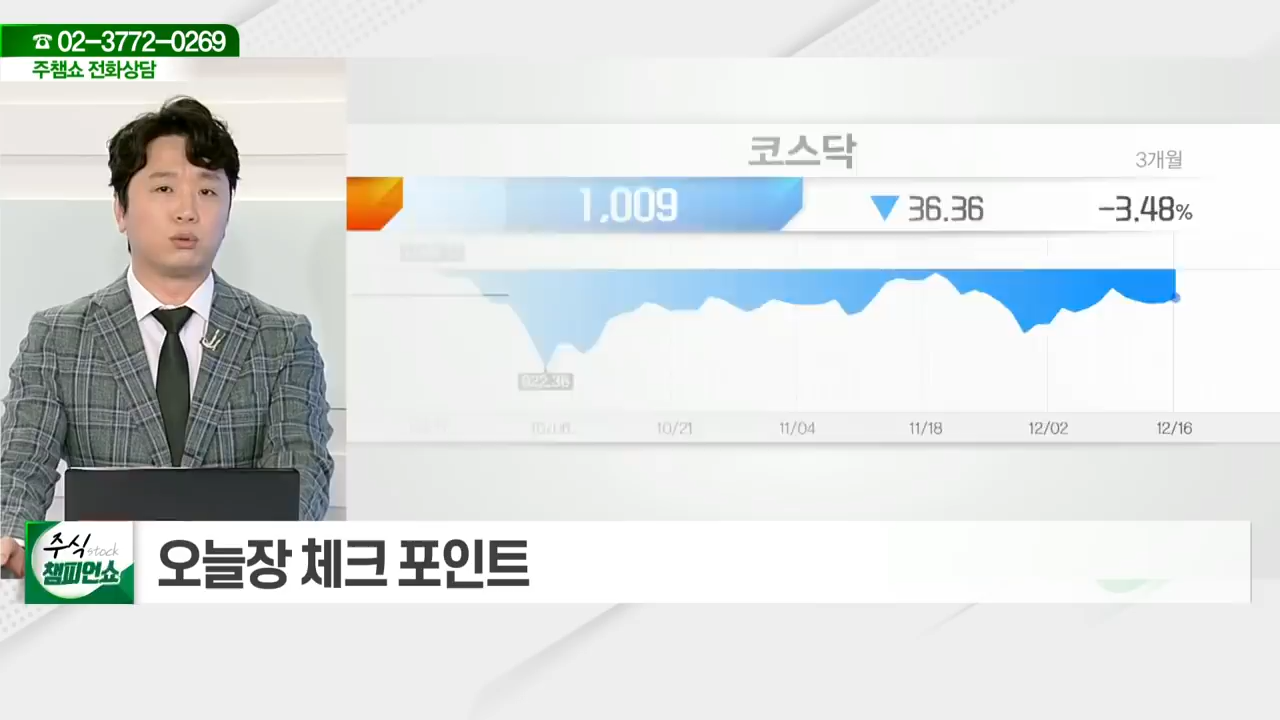 ☎ 02-3772-0269
주챔쇼 전화상담
코스닥
3개월
1,009
▼ 36.36
-3.48%
922.36
10/06
10/21
11/04
11/18
12/02
12/16
주식 stock
챔피언쇼
오늘장 체크 포인트